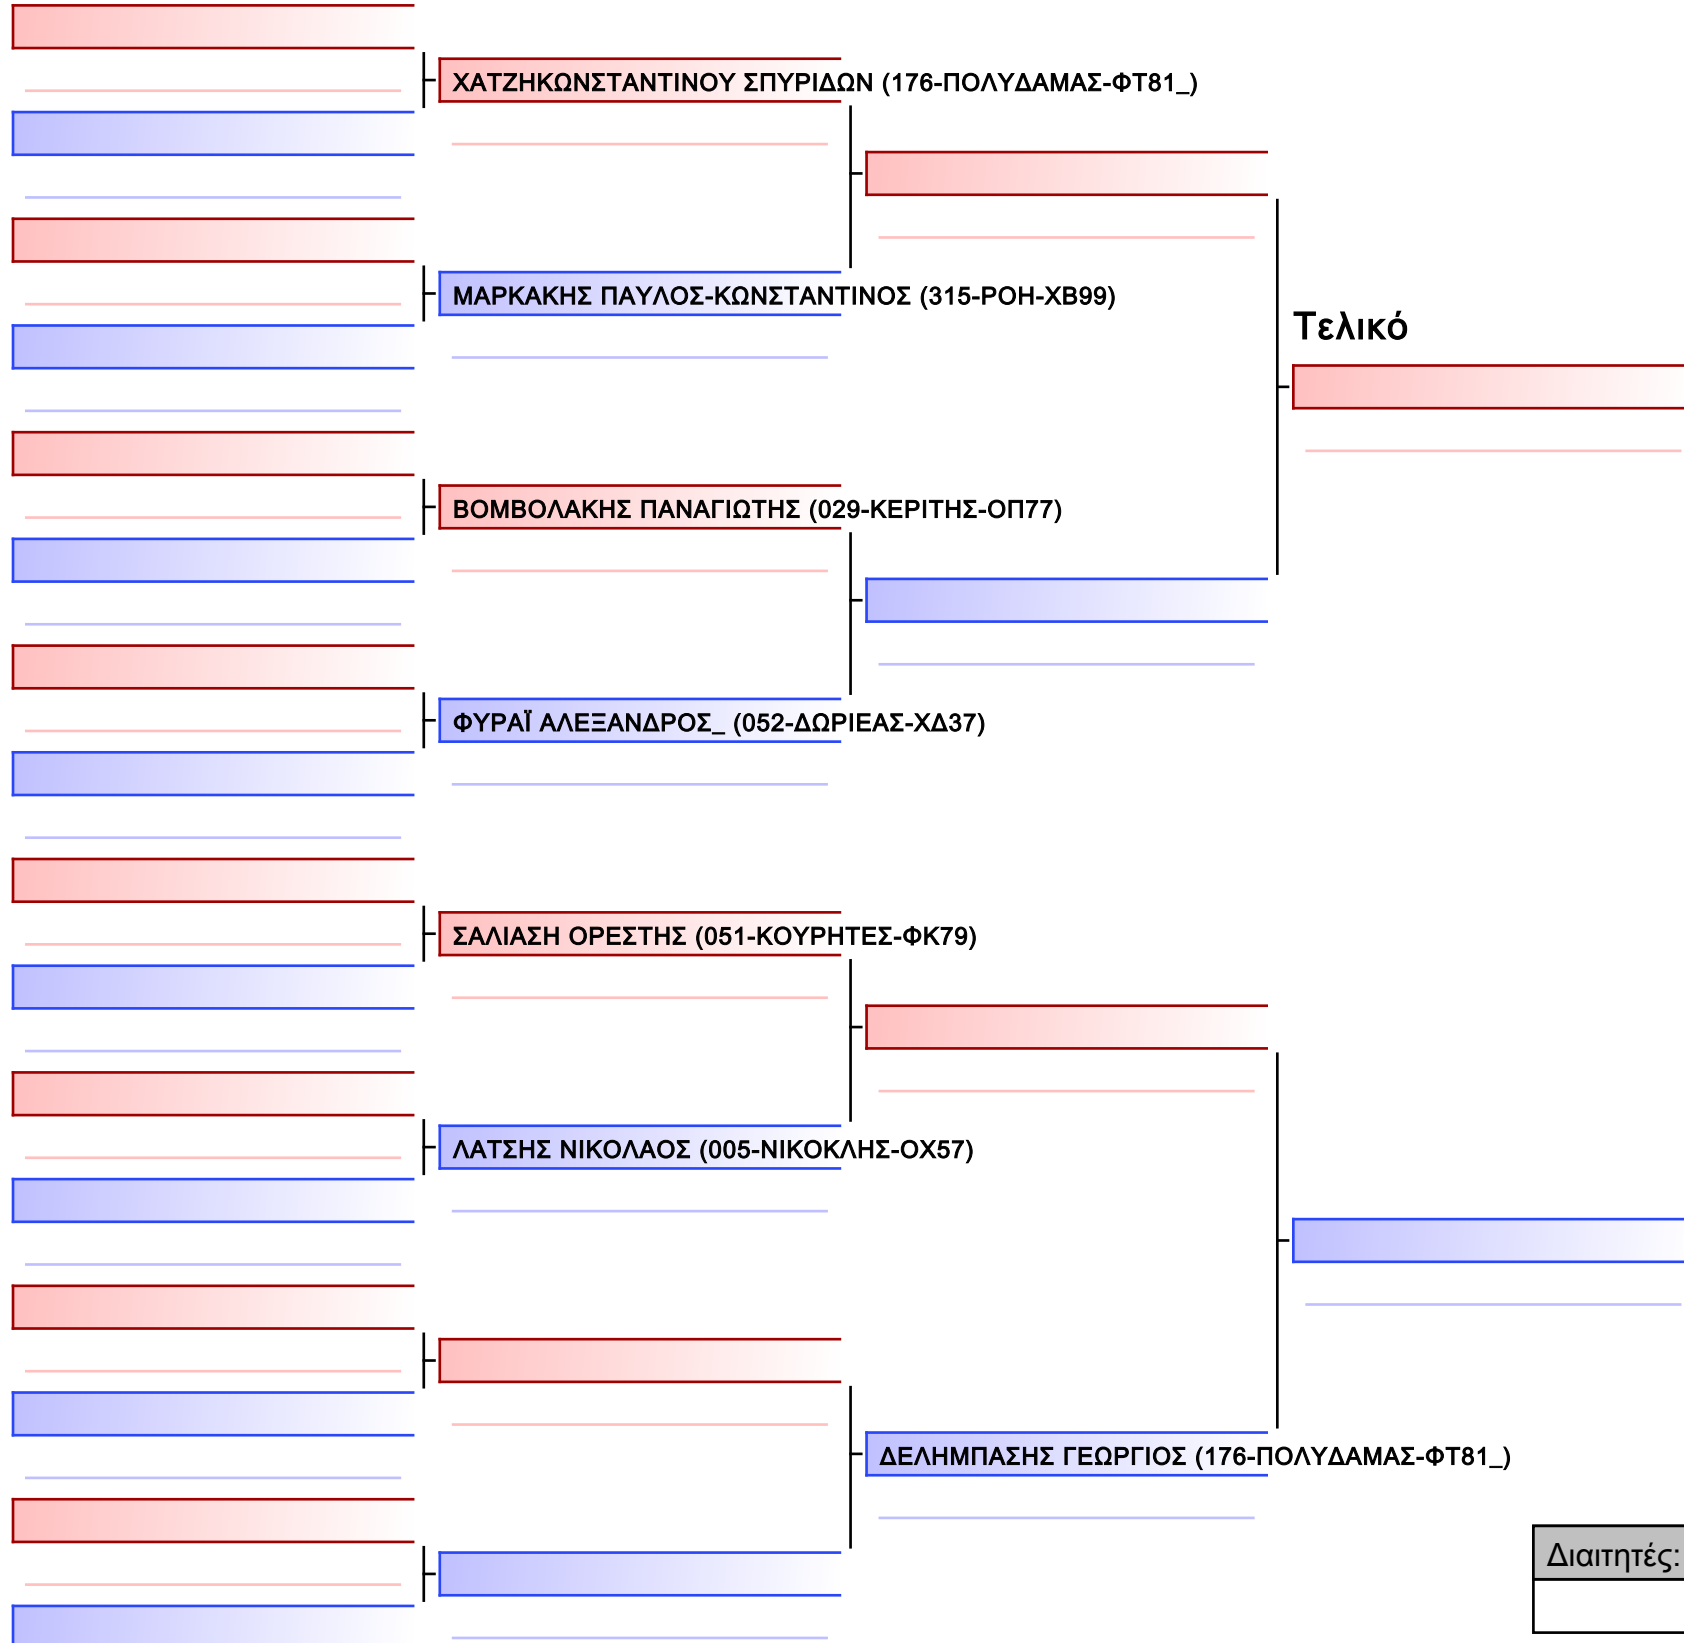 ΧΑΤΖΗΚΩΝΣΤΑΝΤΙΝΟΥ ΣΠΥΡΙΔΩΝ (176-ΠΟΛΥΔΑΜΑΣ-ΦΤ81_)
ΜΑΡΚΑΚΗΣ ΠΑΥΛΟΣ-ΚΩΝΣΤΑΝΤΙΝΟΣ (315-ΡΟΗ-ΧΒ99)
Τελικό
ΒΟΜΒΟΛΑΚΗΣ ΠΑΝΑΓΙΩΤΗΣ (029-ΚΕΡΙΤΗΣ-ΟΠ77)
ΦΥΡΑΪ ΑΛΕΞΑΝΔΡΟΣ_ (052-ΔΩΡΙΕΑΣ-ΧΔ37)
ΣΑΛΙΑΣΗ ΟΡΕΣΤΗΣ (051-ΚΟΥΡΗΤΕΣ-ΦΚ79)
ΛΑΤΣΗΣ ΝΙΚΟΛΑΟΣ (005-ΝΙΚΟΚΛΗΣ-ΟΧ57)
ΔΕΛΗΜΠΑΣΗΣ ΓΕΩΡΓΙΟΣ (176-ΠΟΛΥΔΑΜΑΣ-ΦΤ81_)
Διαιτητές: